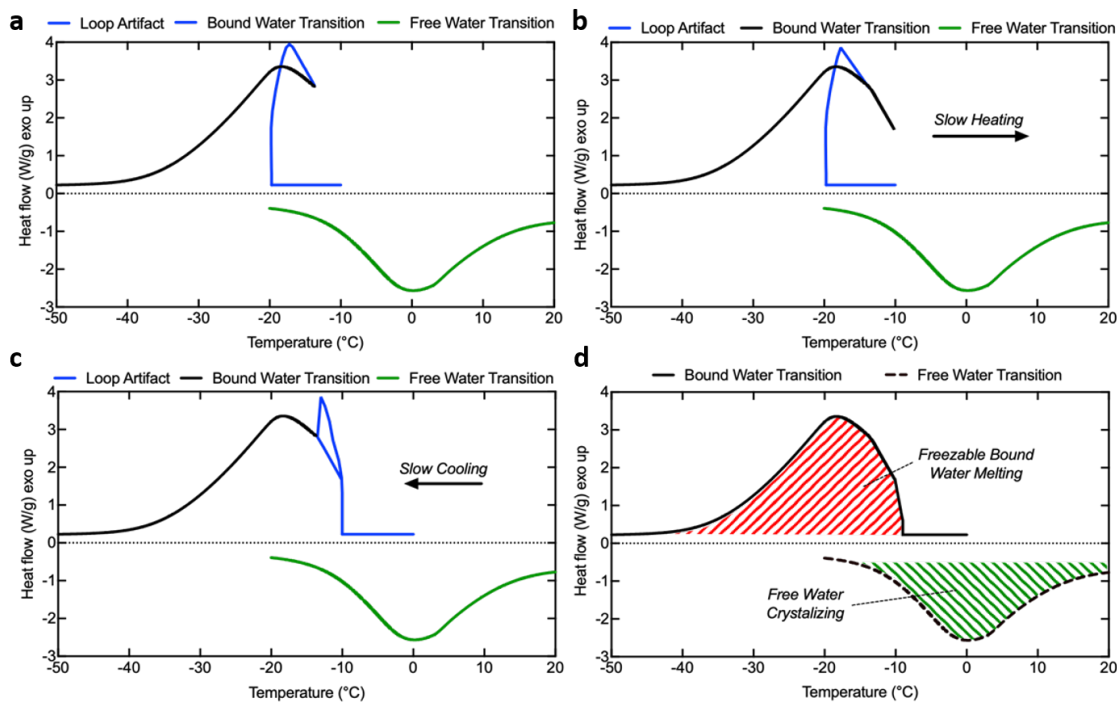 a
Loop Artifact Bound Water Transition Free Water Transition
4
3
2
1
0
-1
-2
-3
Heat flow (W/g) exo up
-50 -40 -30 -20 -10 0 10 20
Temperature (°C)
b
Loop Artifact Bound Water Transition Free Water Transition
4
3
2
1
0
-1
-2
-3
Heat flow (W/g) exo up
Slow Heating
-50 -40 -30 -20 -10 0 10 20
Temperature (°C)
c
Loop Artifact Bound Water Transition Free Water Transition
4
3
2
1
0
-1
-2
-3
Heat flow (W/g) exo up
Slow Cooling
-50 -40 -30 -20 -10 0 10 20
Temperature (°C)
d
Bound Water Transition Free Water Transition
4
3
2
1
0
-1
-2
-3
Heat flow (W/g) exo up
Freezable Bound
Water Melting
Free Water
Crystalizing
-50 -40 -30 -20 -10 0 10 20
Temperature (°C)